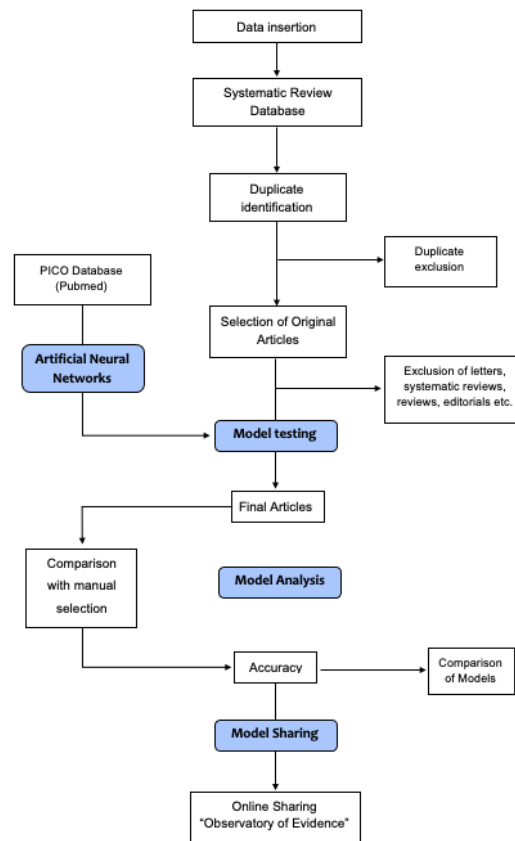 Data insertion
Systematic Review
Database
Duplicate
identification
Duplicate
exclusion
PICO Database
(Pubmed)
Selection of Original
Articles
Artificial Neural
Networks
Exclusion of letters,
systematic reviews,
reviews, editorials etc.
Model testing
Final Articles
Comparison
with manual
selection
Model Analysis
Accuracy
Comparison
of Models
Model Sharing
Online Sharing
"Observatory of Evidence"